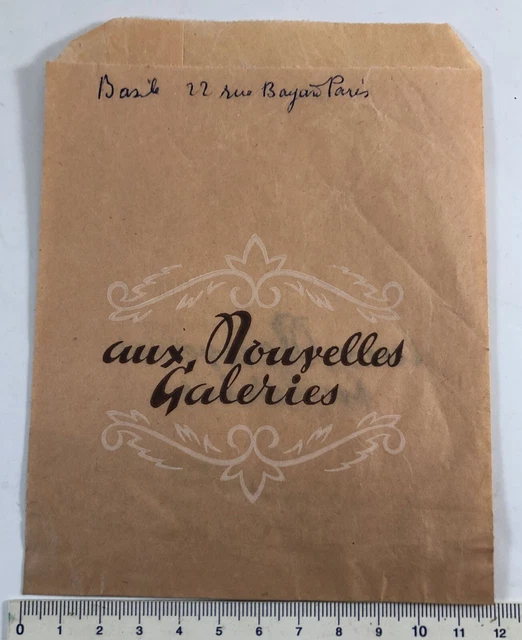 Basile 22 rue Bayard Paris
aux Nouvelles
Galeries
0 1 2 3 4 5 6 7 8 9 10 11 12